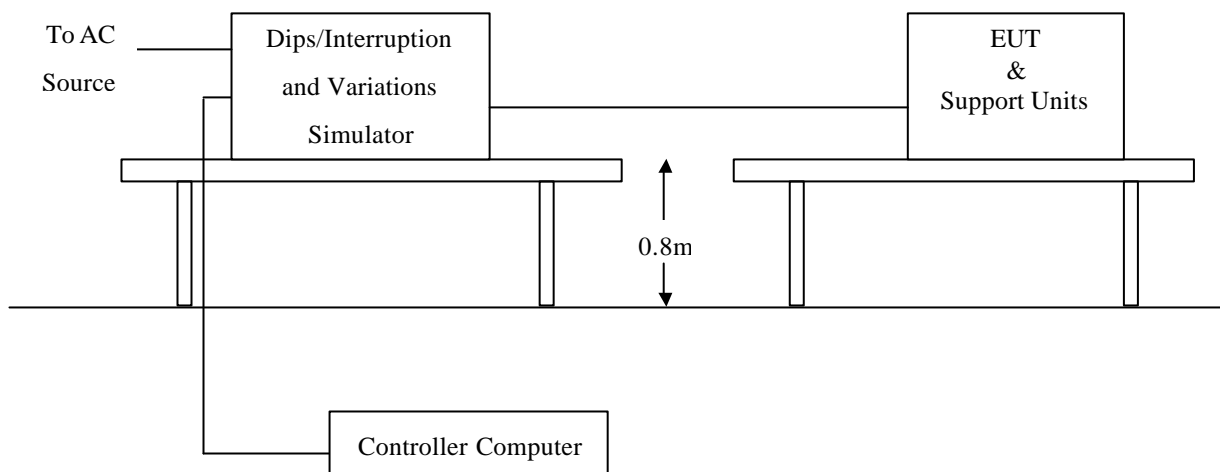 To AC
Source
Dips/Interruption
and Variations
Simulator
EUT
&
Support Units
0.8m
Controller Computer